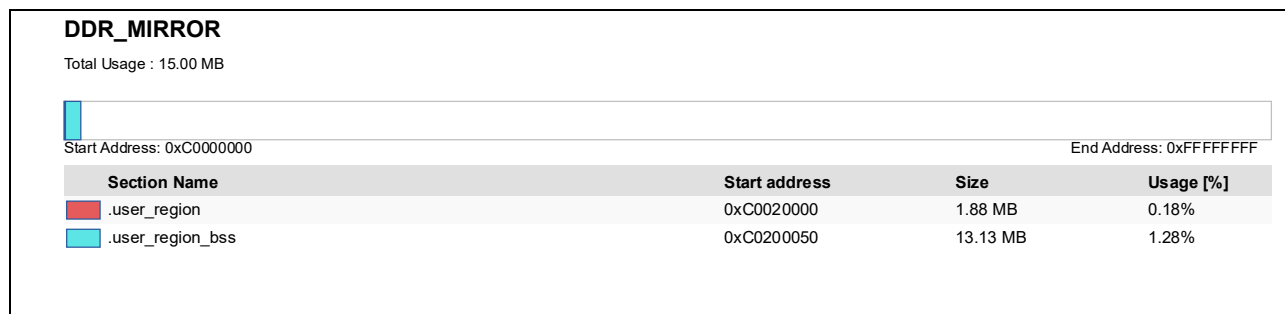 DDR_MIRROR
Total Usage : 15.00 MB
Start Address: 0xC0000000 End Address: 0xFFFFFFFF
Section Name Start address Size Usage [%]
.user_region 0xC0020000 1.88 MB 0.18%
.user_region_bss 0xC0200050 13.13 MB 1.28%